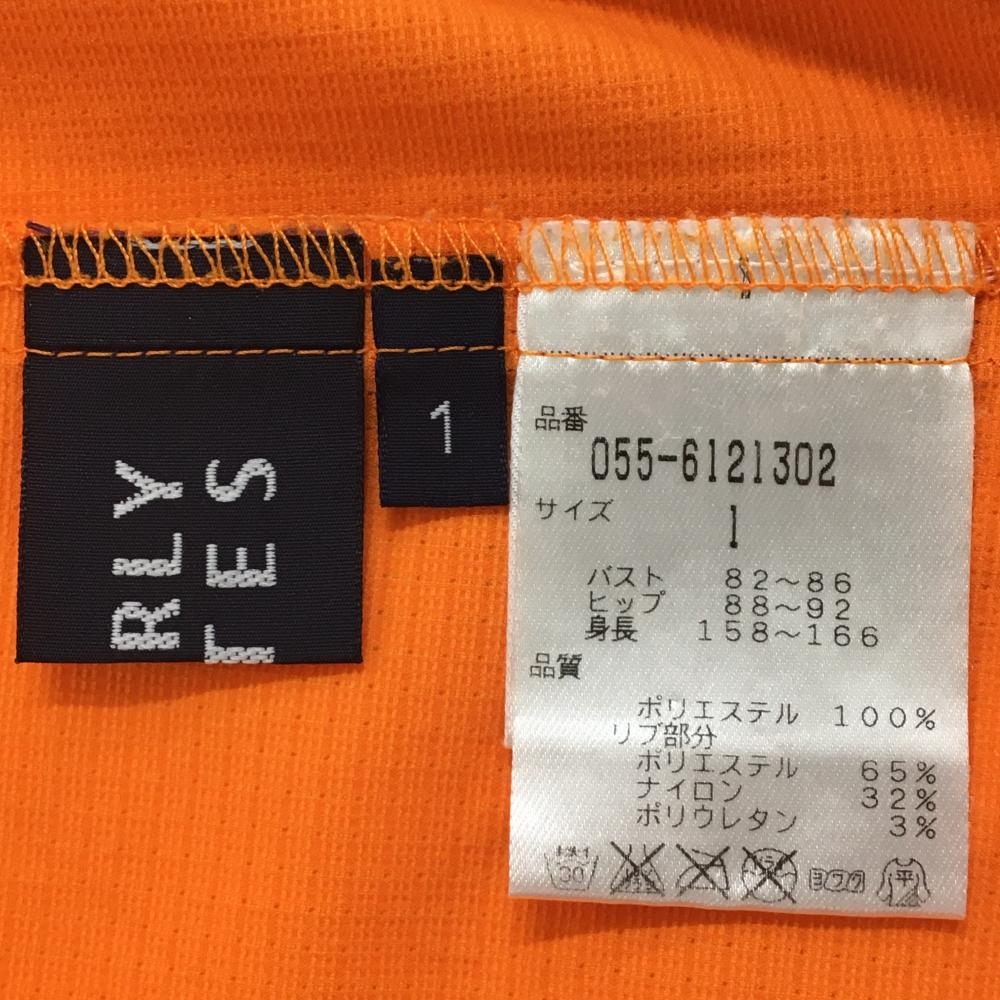 RLY
TES
1
品番
055-6121302
サイズ
1
バスト 82～86
ヒップ 88～92
身長 158～166
品質
ポリエステル 100%
リブ部分
ポリエステル 65%
ナイロン 32%
ポリウレタン 3%
30
平